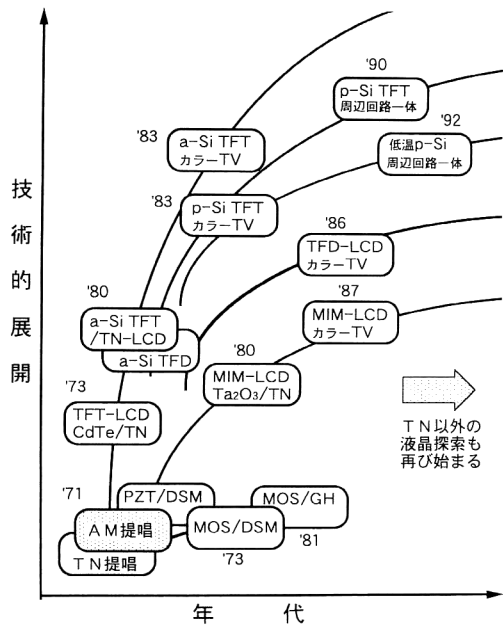 '90
p-Si TFT
周辺回路一体
'92
低温p-Si
周辺回路一体
'83
a-Si TFT
カラーTV
'83
p-Si TFT
カラーTV
'86
TFD-LCD
カラーTV
'87
MIM-LCD
カラーTV
'80
a-Si TFT
/TN-LCD
a-Si TFD
'80
MIM-LCD
Ta2O3/TN
'73
TFT-LCD
CdTe/TN
TN以外の
液晶探索も
再び始まる
'71
PZT/DSM
MOS/GH
'81
AM提唱
MOS/DSM
'73
TN提唱
技術的展開
年代